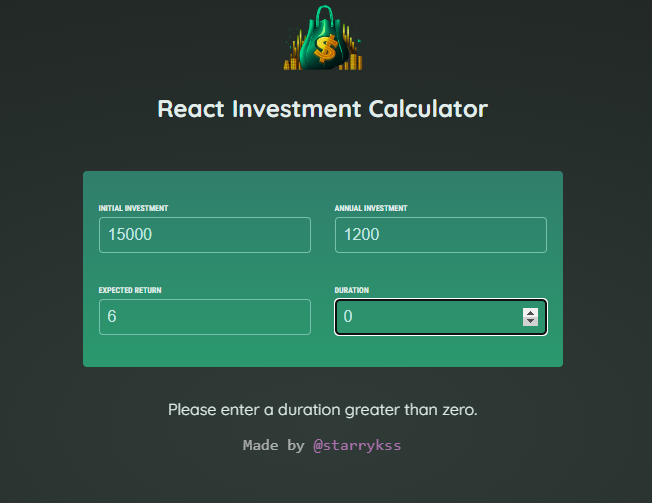 $
React Investment Calculator
INITIAL INVESTMENT
ANNUAL INVESTMENT
15000
1200
EXPECTED RETURN
DURATION
6
0
Please enter a duration greater than zero.
Made by @starrykss